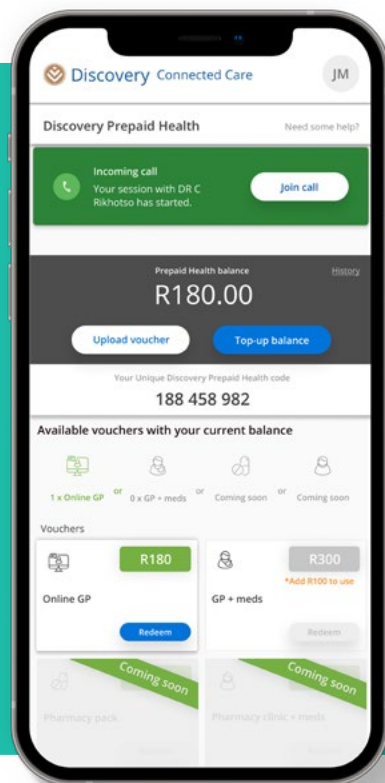 Discovery Connected Care
JM
Discovery Prepaid Health
Need some help?
Incoming call
Your session with DR C
Rikhotso has started.
Join call
Prepaid Health balance
History
R180.00
Upload voucher
Top-up balance
Your Unique Discovery Prepaid Health code
188 458 982
Available vouchers with your current balance
1 x Online GP or 0 x GP + meds or Coming soon or Coming soon
Vouchers
R180
Online GP
Redeem
R300
*Add R100 to use
GP + meds
Redeem
Coming soon
Pharmacy pack
Redeem
Coming soon
Pharmacy clinic + meds
Redeem